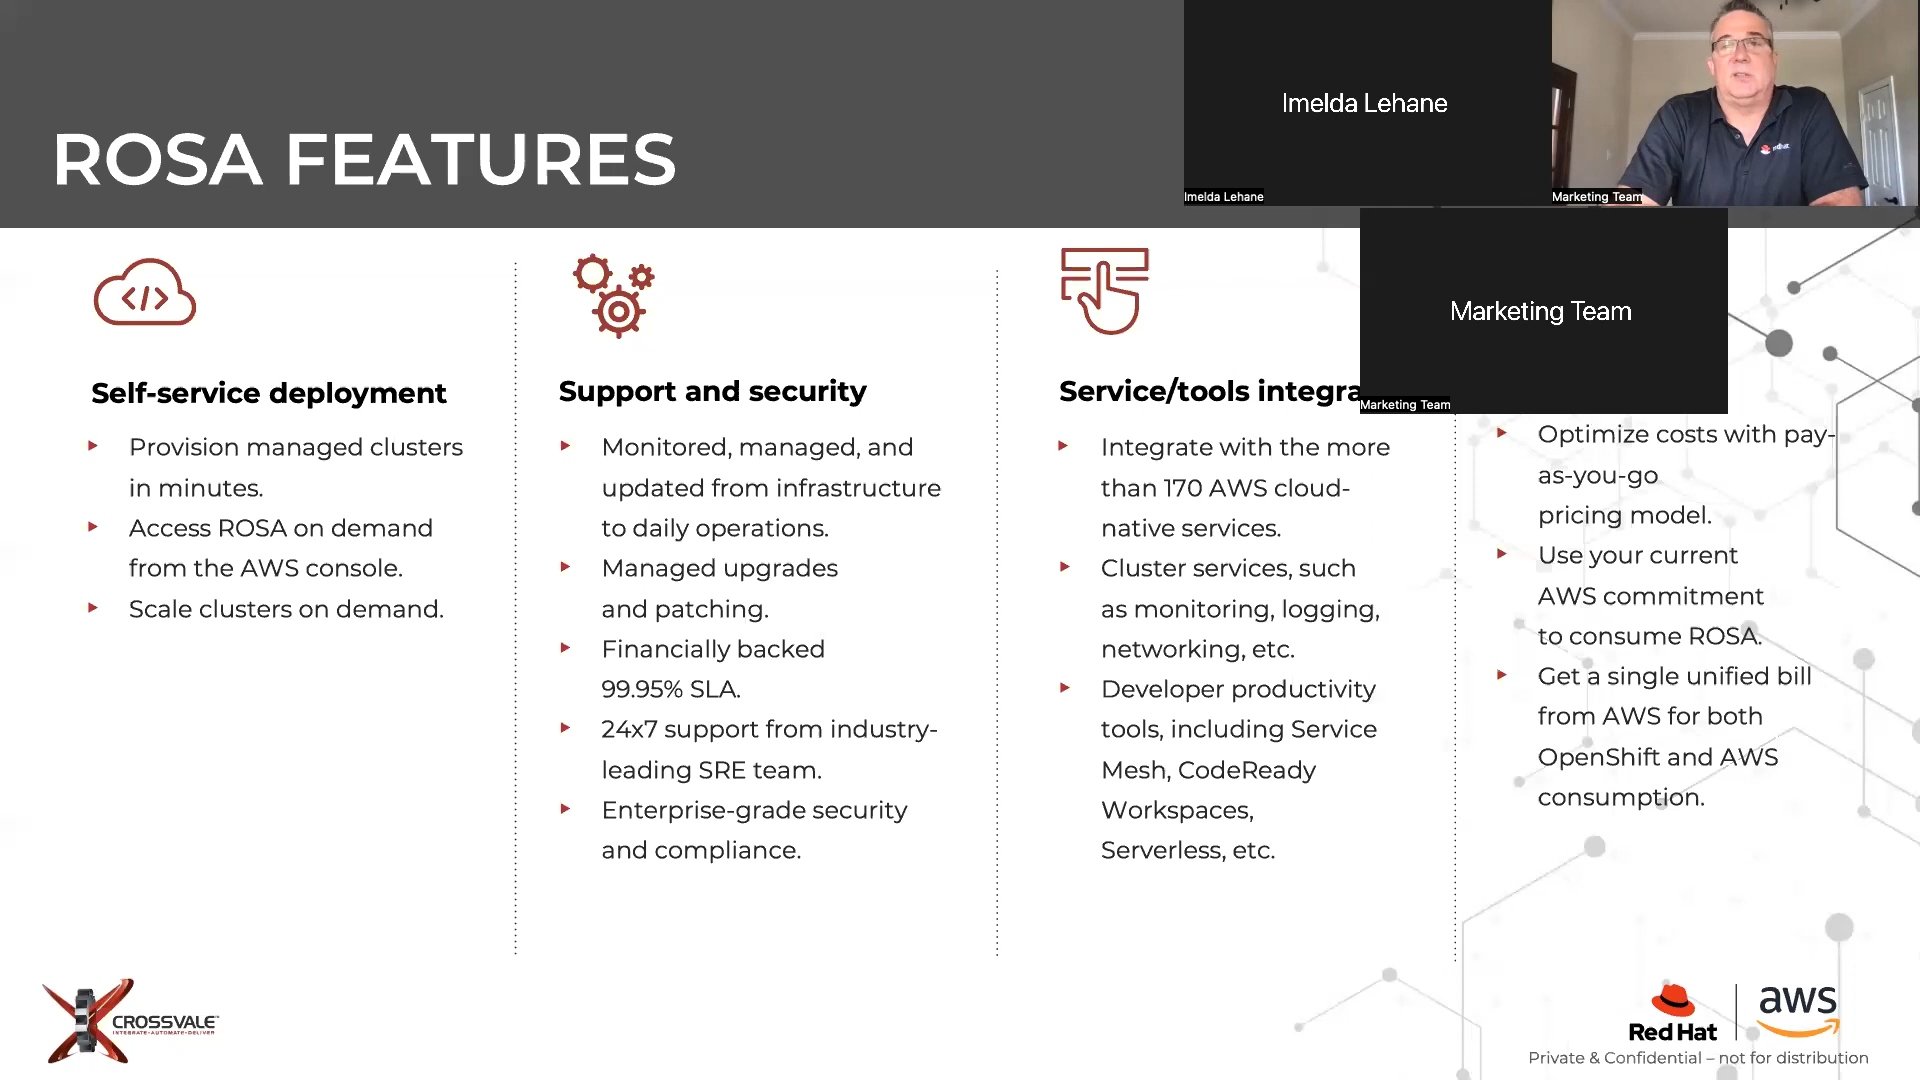 ROSA FEATURES
Imelda Lehane
Imelda Lehane
Marketing Team
Marketing Team
Marketing Team
</>
Self-service deployment
Provision managed clusters
in minutes.
Access ROSA on demand
from the AWS console.
Scale clusters on demand.
Support and security
Monitored, managed, and
updated from infrastructure
to daily operations.
Managed upgrades
and patching.
Financially backed
99.95% SLA.
24x7 support from industry-
leading SRE team.
Enterprise-grade security
and compliance.
Service/tools integra
Integrate with the more
than 170 AWS cloud-
native services.
Cluster services, such
as monitoring, logging,
networking, etc.
Developer productivity
tools, including Service
Mesh, CodeReady
Workspaces,
Serverless, etc.
Optimize costs with pay-
as-you-go
pricing model.
Use your current
AWS commitment
to consume ROSA.
Get a single unified bill
from AWS for both
OpenShift and AWS
consumption.
CROSSVALE
INTEGRATE•AUTOMATE•DELIVER
Red Hat
aws
Private & Confidential – not for distribution